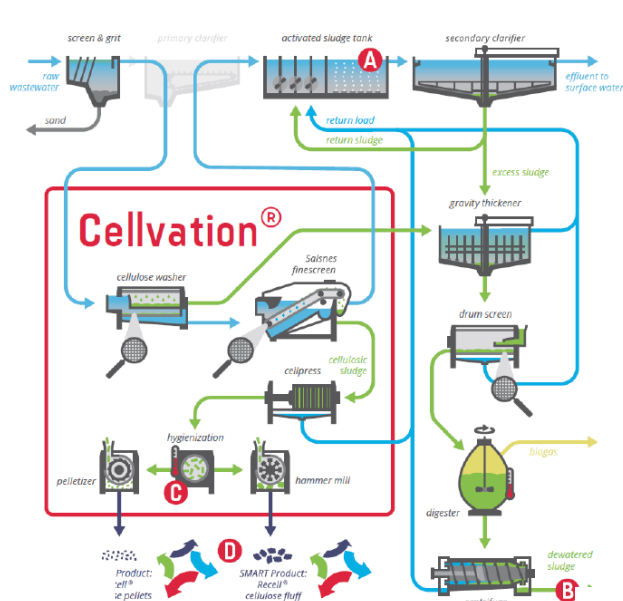 screen & grit
primary clarifier
activated sludge tank
secondary clarifier
A
raw
wastewater
effluent to
surface water
sand
return load
return sludge
excess sludge
Cellvation®
gravity thickener
Salsnes
finescreen
cellulose washer
drum screen
cellulosic
sludge
cellpress
hygienization
biogas
pelletizer
C
hammer mill
digester
D
dewatered
sludge
Product:
SMART Product:
cell®
Recell®
pellets
cellulose fluff
B